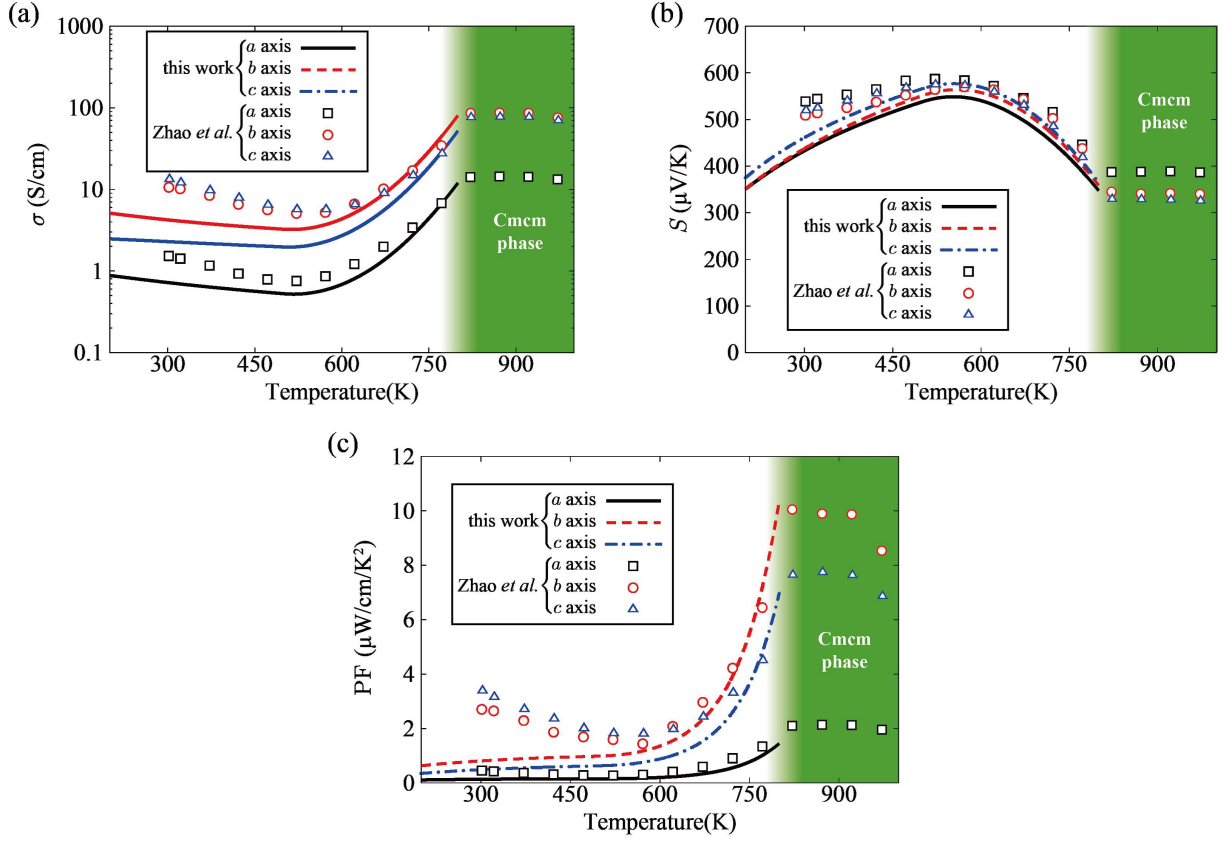 (a)
1000
100
10
1
0.1
σ (S/cm)
this work
a axis
b axis
c axis
Zhao et al.
a axis
b axis
c axis
Cmcm
phase
300
450
600
750
900
Temperature(K)
(b)
700
600
500
400
300
200
100
0
S (μV/K)
Cmcm
phase
this work
a axis
b axis
c axis
Zhao et al.
a axis
b axis
c axis
300
450
600
750
900
Temperature(K)
(c)
12
10
8
6
4
2
0
PF (μW/cm/K²)
this work
a axis
b axis
c axis
Zhao et al.
a axis
b axis
c axis
Cmcm
phase
300
450
600
750
900
Temperature(K)